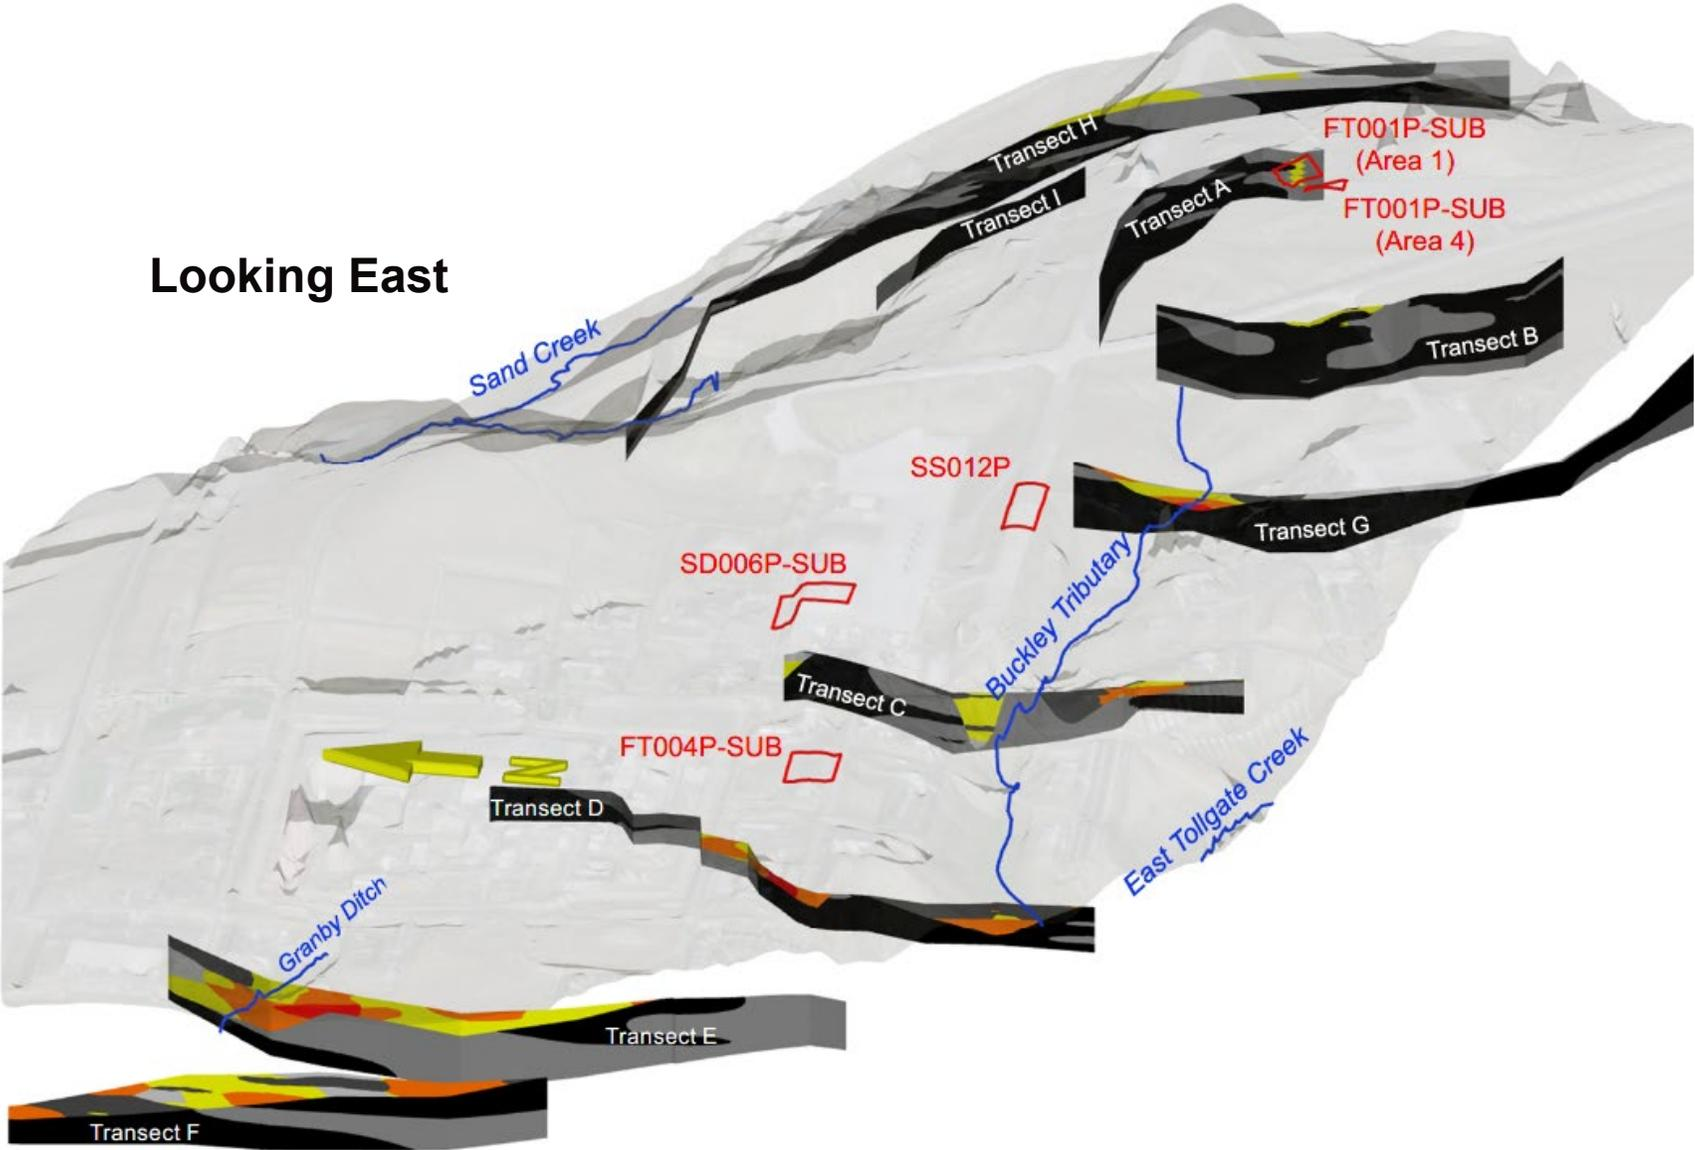 Transect H
FT001P-SUB
(Area 1)
Transect A
Transect I
FT001P-SUB
(Area 4)
Looking East
Sand Creek
Transect B
SS012P
Transect G
SD006P-SUB
Buckley Tributary
Transect C
FT004P-SUB
N
Transect D
East Tollgate Creek
Granby Ditch
Transect E
Transect F